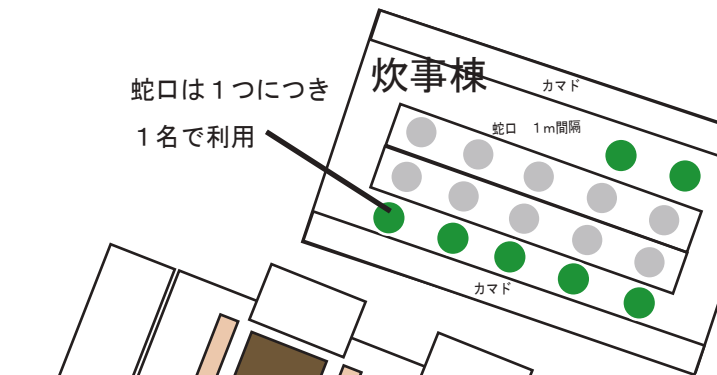 炊事棟
カマド
蛇口は１つにつき
１名で利用
蛇口　１ｍ間隔
カマド